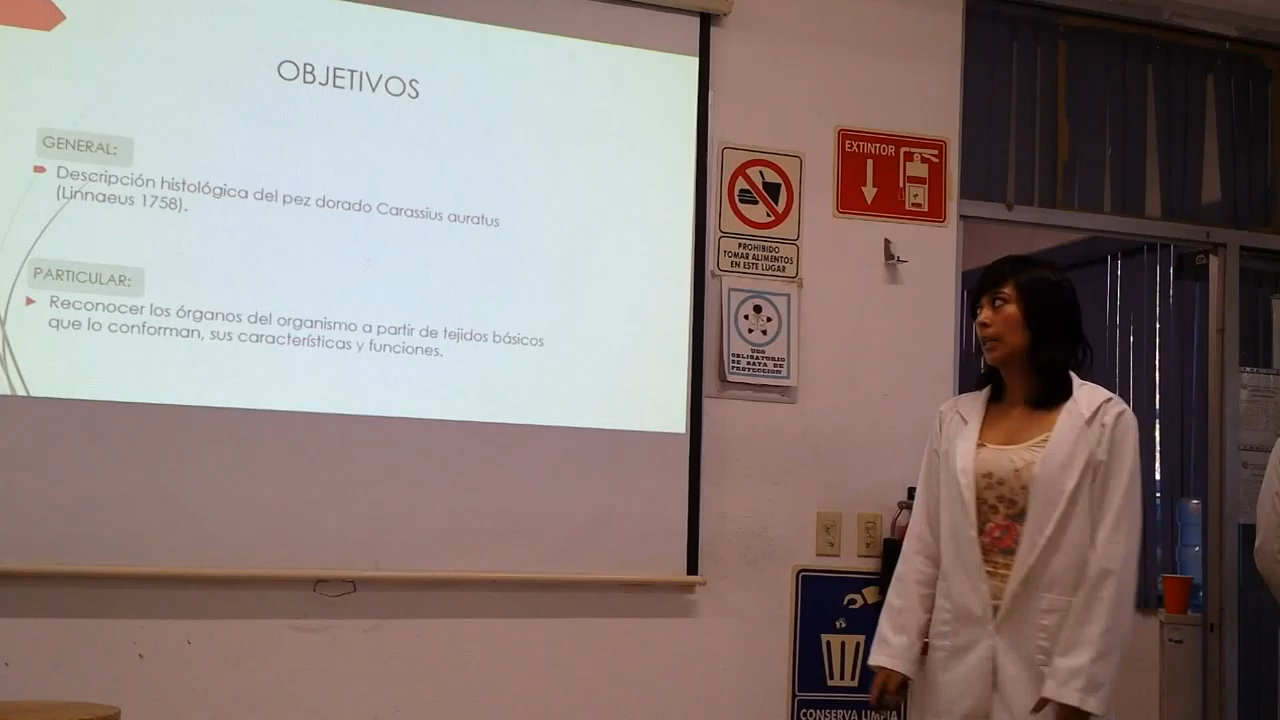 OBJETIVOS
GENERAL:
Descripción histológica del pez dorado Carassius auratus
(Linnaeus 1758).
PARTICULAR:
Reconocer los órganos del organismo a partir de tejidos básicos
que lo conforman, sus características y funciones.
PROHIBIDO
TOMAR ALIMENTOS
EN ESTE LUGAR
USO
OBLIGATORIO
DE BATA DE
PROTECCION
EXTINTOR
CONSERVA LIMPIA